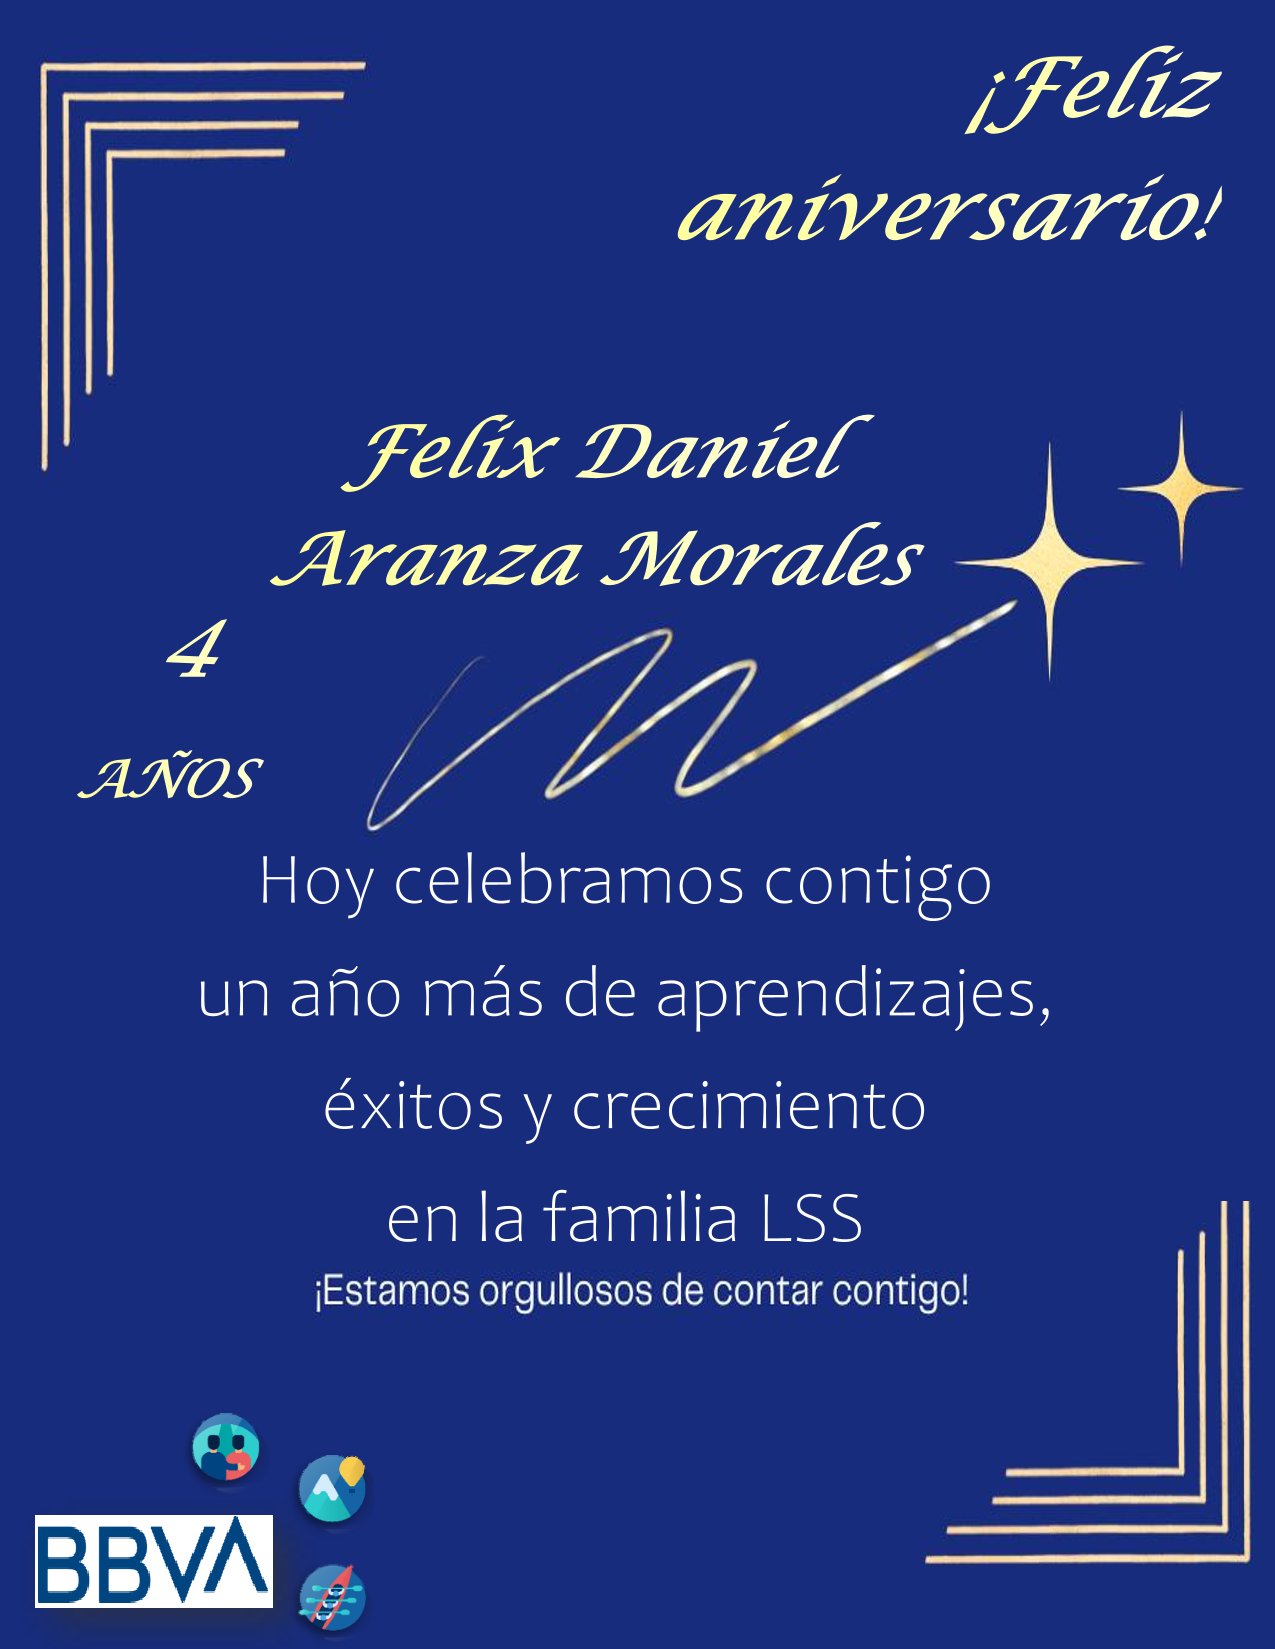 ¡Feliz
aniversario!
Felix Daniel
Aranza Morales
4
AÑOS
Hoy celebramos contigo
un año más de aprendizajes,
éxitos y crecimiento
en la familia LSS
¡Estamos orgullosos de contar contigo!
BBVA